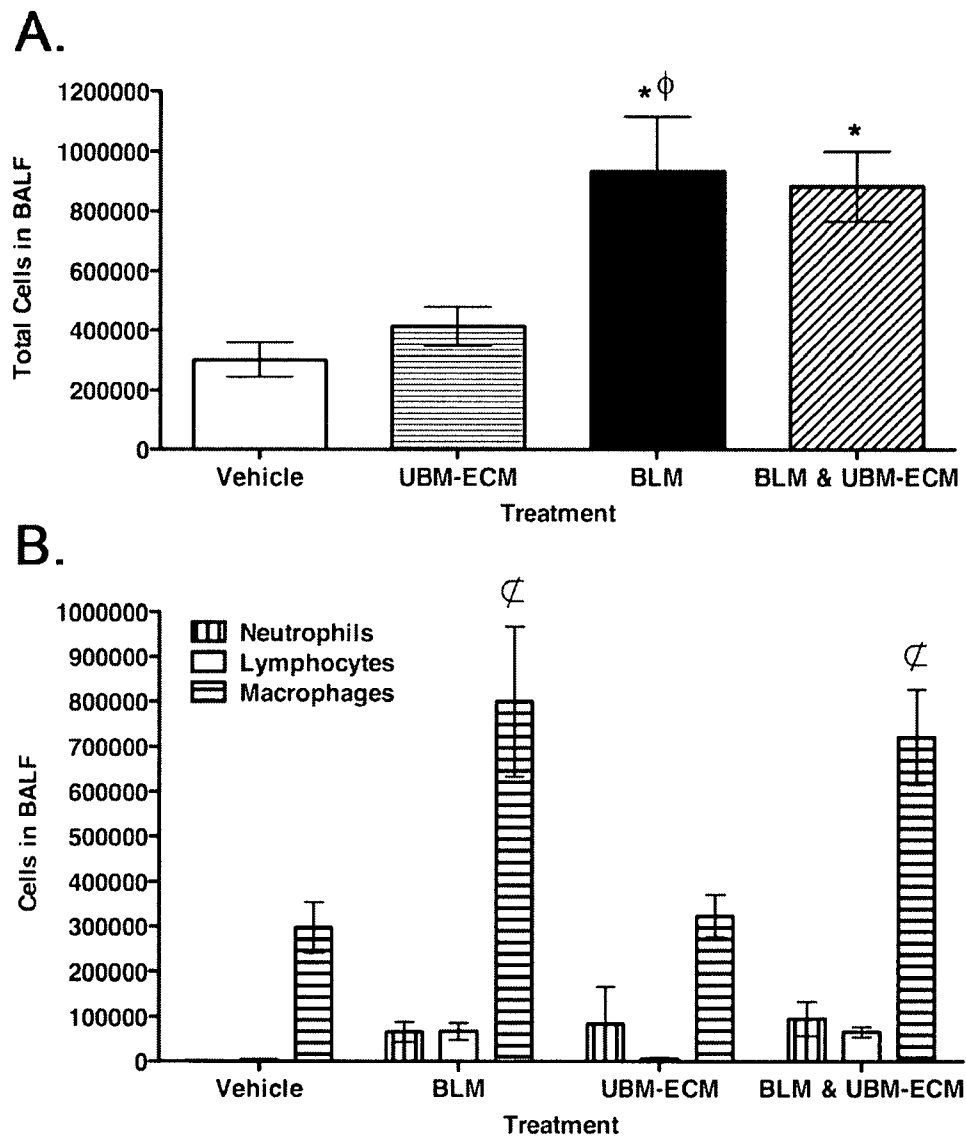 A.
Total Cells in BALF
1200000
* ϕ
*
1000000
800000
600000
400000
200000
0
Vehicle
UBM-ECM
BLM
BLM & UBM-ECM
Treatment
B.
Cells in BALF
1000000
900000
800000
700000
600000
500000
400000
300000
200000
100000
0
Neutrophils
Lymphocytes
Macrophages
⊄
⊄
Vehicle
BLM
UBM-ECM
BLM & UBM-ECM
Treatment